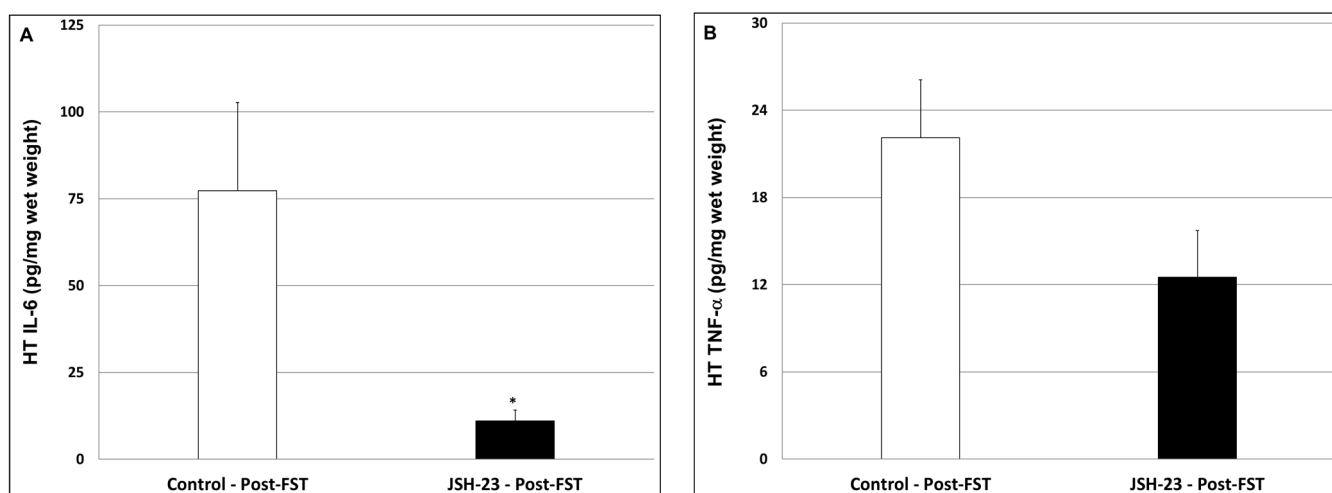 A
HT IL-6 (pg/mg wet weight)
125
100
75
50
25
0
*
Control - Post-FST
JSH-23 - Post-FST
B
HT TNF-α (pg/mg wet weight)
30
24
18
12
6
0
Control - Post-FST
JSH-23 - Post-FST